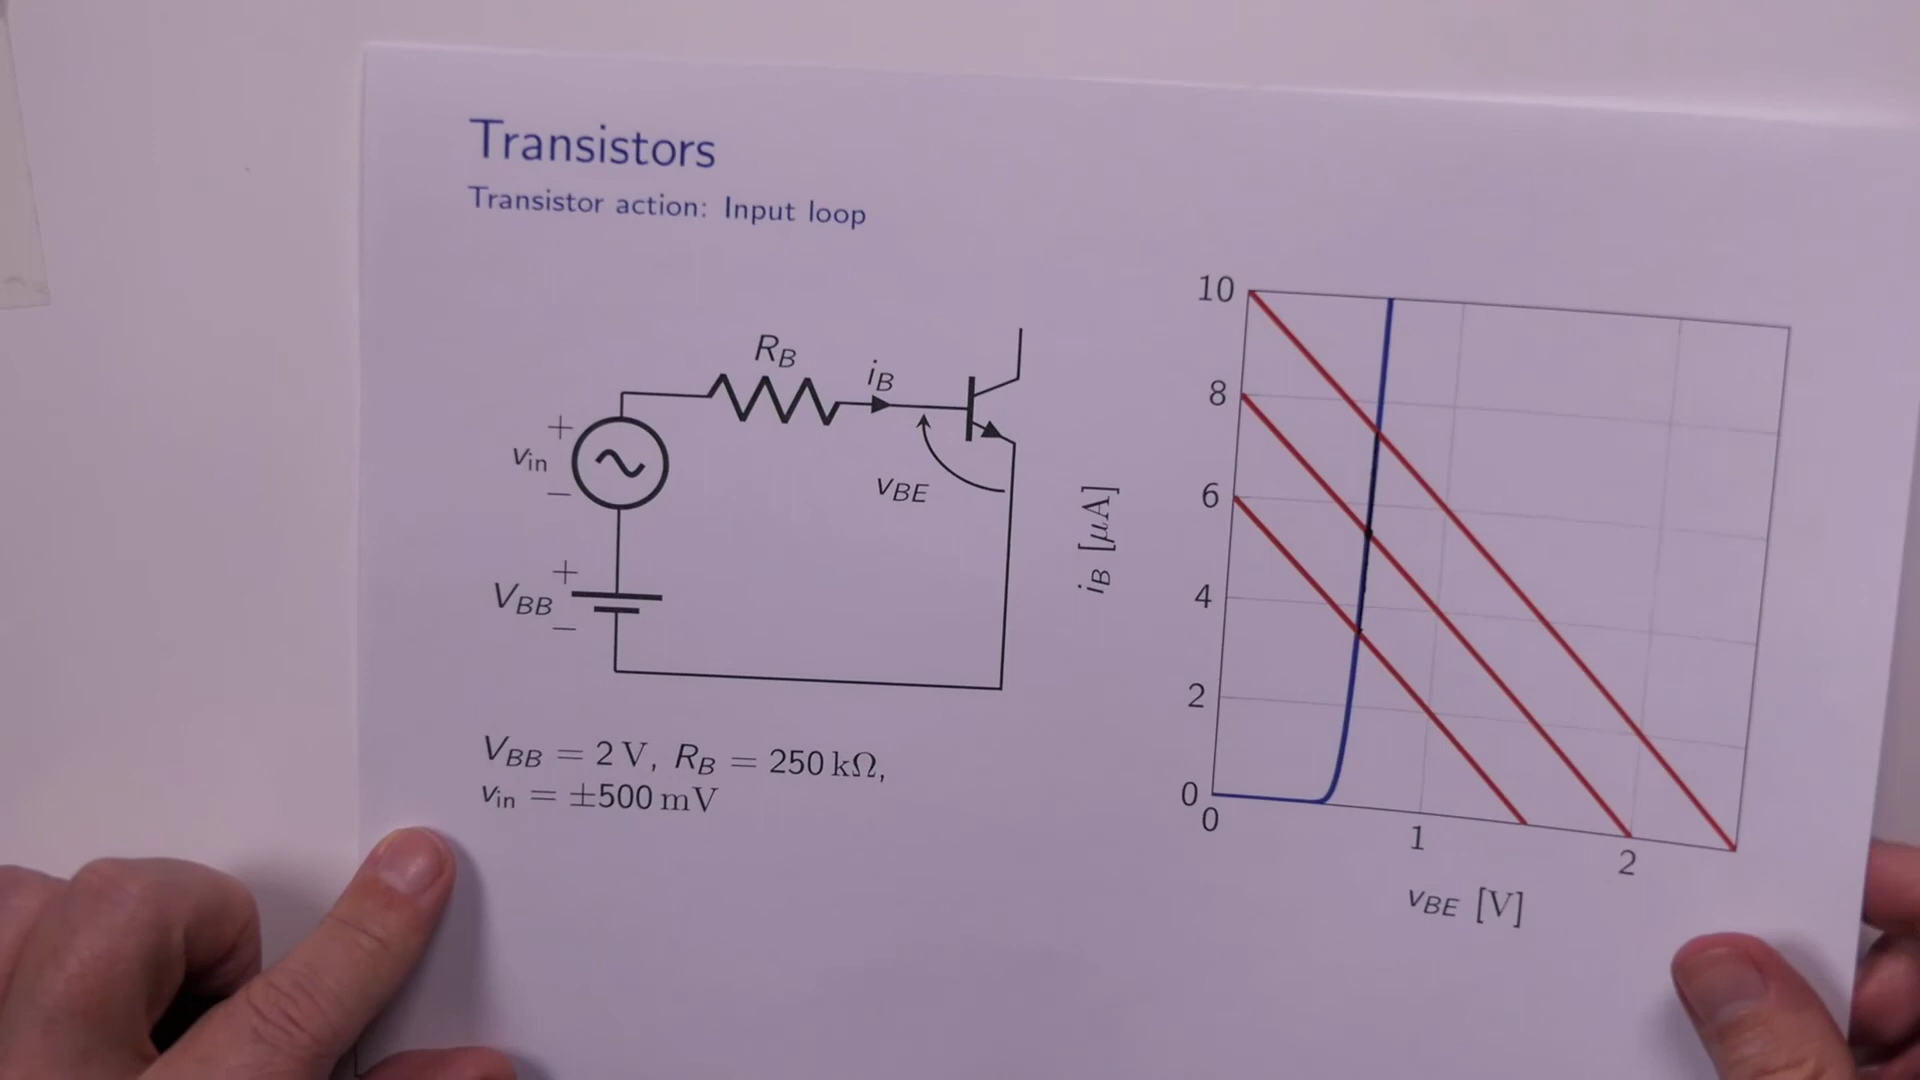 Transistors
Transistor action: Input loop
R_B
i_B
+
v_in
−
v_BE
+
V_BB
−
V_BB = 2 V, R_B = 250 kΩ,
v_in = ±500 mV
10
8
6
4
2
0
i_B [μA]
0 1 2
v_BE [V]